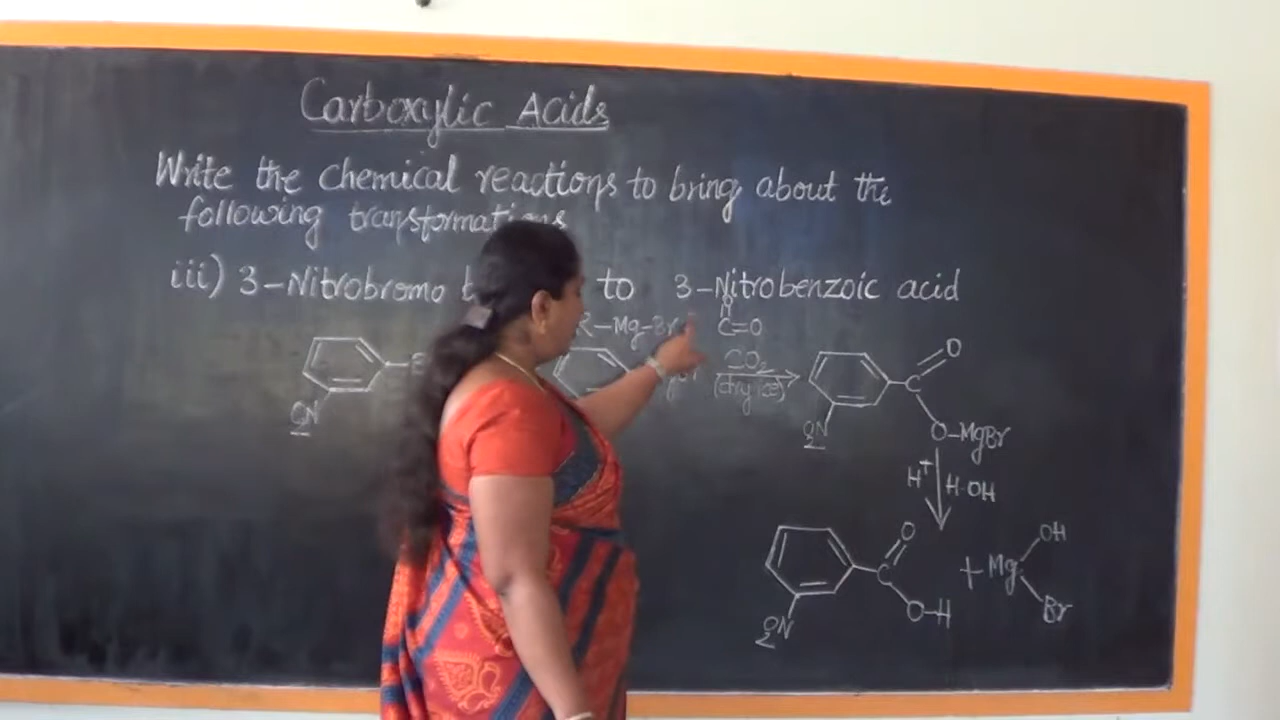 Carboxylic Acids
Write the chemical reactions to bring about the
following transformations
iii) 3-Nitrobromo to 3-Nitrobenzoic acid
R-Mg-Br C=O
CO2
(dry ice)
O
C
O-MgBr
O2N
O2N
H+ H·OH
O
C
O-H
O2N
+ Mg
OH
Br